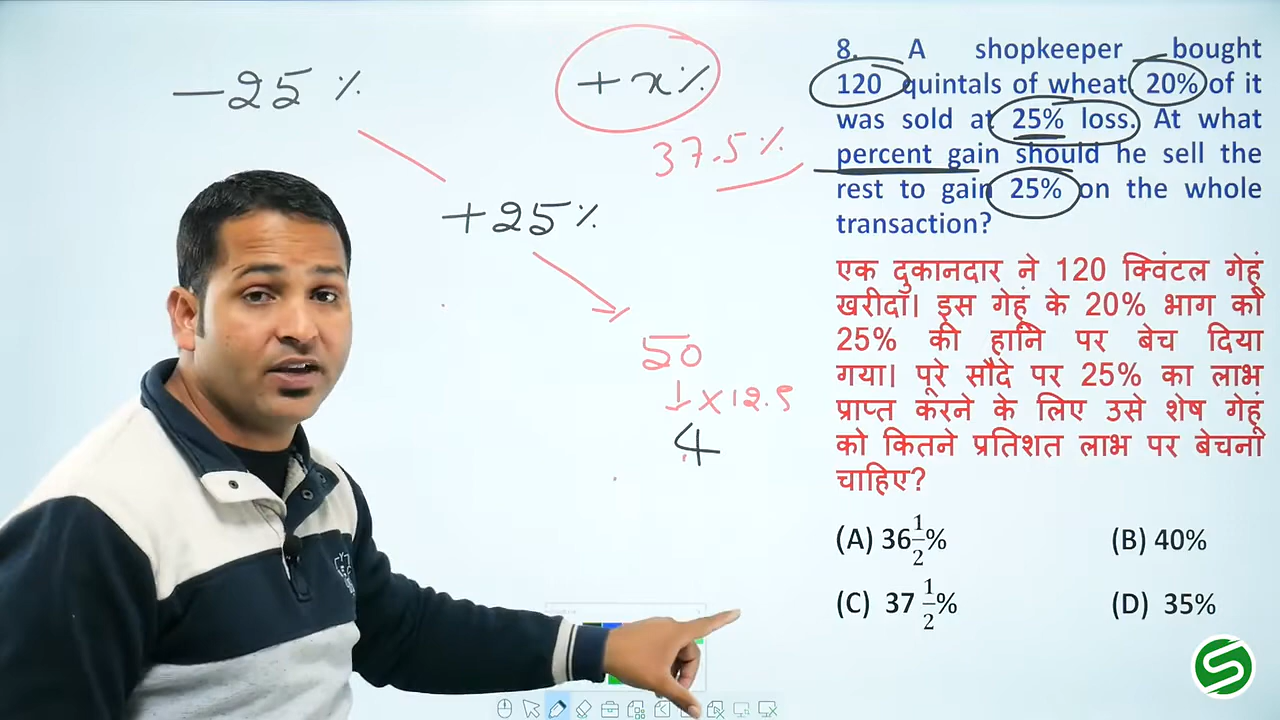 −25 %
+x%
37.5%
+25%
50
↓×12.5
4
8. A shopkeeper bought
120 quintals of wheat. 20% of it
was sold at 25% loss. At what
percent gain should he sell the
rest to gain 25% on the whole
transaction?
एक दुकानदार ने 120 क्विंटल गेहूं
खरीदा। इस गेहूं के 20% भाग को
25% की हानि पर बेच दिया
गया। पूरे सौदे पर 25% का लाभ
प्राप्त करने के लिए उसे शेष गेहूं
को कितने प्रतिशत लाभ पर बेचना
चाहिए?
(A) 36 1/2% (B) 40%
(C) 37 1/2% (D) 35%
S